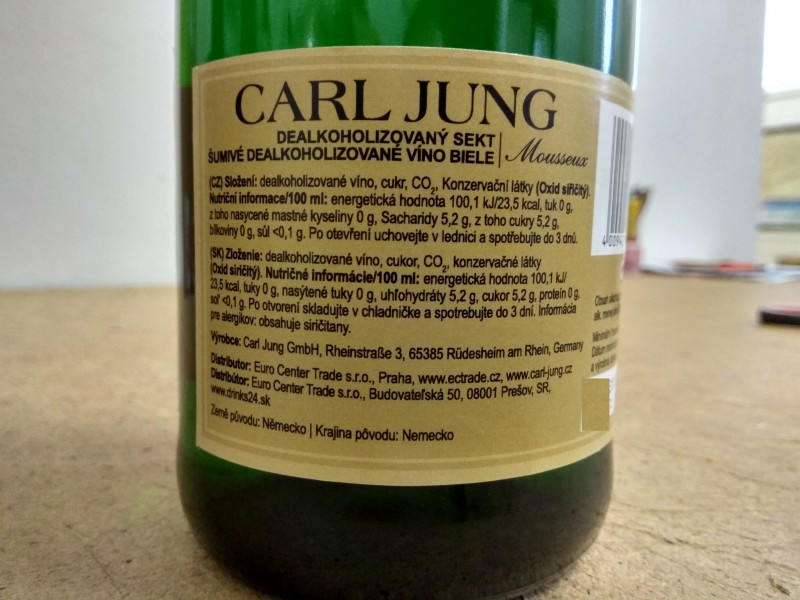 CARL JUNG
DEALKOHOLIZOVANÝ SEKT
ŠUMIVÉ DEALKOHOLIZOVANÉ VÍNO BIELE
Mousseux
(CZ) Složení: dealkoholizované víno, cukr, CO2, Konzervační látky (Oxid siřičitý).
Nutriční informace/100 ml: energetická hodnota 100,1 kJ/23,5 kcal, tuk 0 g,
z toho nasycené mastné kyseliny 0 g, Sacharidy 5,2 g, z toho cukry 5,2 g,
bílkoviny 0 g, sůl <0,1 g. Po otevření uchovejte v lednici a spotřebujte do 3 dnů.
(SK) Zloženie: dealkoholizované víno, cukor, CO2, konzervačné látky
(Oxid siričitý). Nutričné informácie/100 ml: energetická hodnota 100,1 kJ/
23,5 kcal, tuky 0 g, nasýtené tuky 0 g, uhľohydráty 5,2 g, cukor 5,2 g, proteín 0 g,
soľ <0,1 g. Po otvorení skladujte v chladničke a spotrebujte do 3 dní. Informácia
pre alergikov: obsahuje siričitany.
Výrobce: Carl Jung GmbH, Rheinstraße 3, 65385 Rüdesheim am Rhein, Germany
Distributor: Euro Center Trade s.r.o., Praha, www.ectrade.cz, www.carl-jung.cz
Distribútor: Euro Center Trade s.r.o., Budovateľská 50, 08001 Prešov, SR,
www.drinks24.sk
Země původu: Německo | Krajina pôvodu: Nemecko
Obsah
alk.